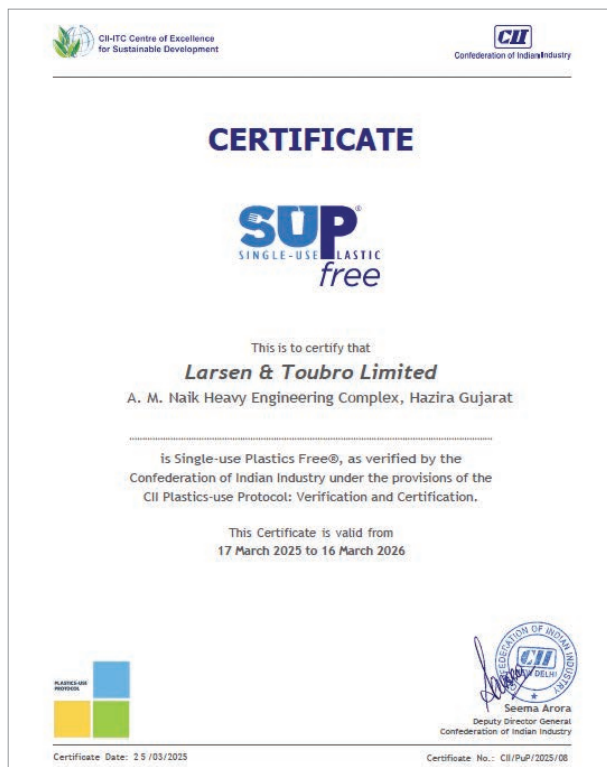 CII-ITC Centre of Excellence
for Sustainable Development
CII
Confederation of Indian Industry
CERTIFICATE
SUP®
SINGLE-USE PLASTIC
free
This is to certify that
Larsen & Toubro Limited
A. M. Naik Heavy Engineering Complex, Hazira Gujarat
is Single-use Plastics Free®, as verified by the
Confederation of Indian Industry under the provisions of the
CII Plastics-use Protocol: Verification and Certification.
This Certificate is valid from
17 March 2025 to 16 March 2026
PLASTICS-USE
PROTOCOL
CONFEDERATION OF INDIAN INDUSTRY
CII
NEW DELHI
Seema Arora
Deputy Director General
Confederation of Indian Industry
Certificate Date: 25/03/2025
Certificate No.: CII/PuP/2025/08